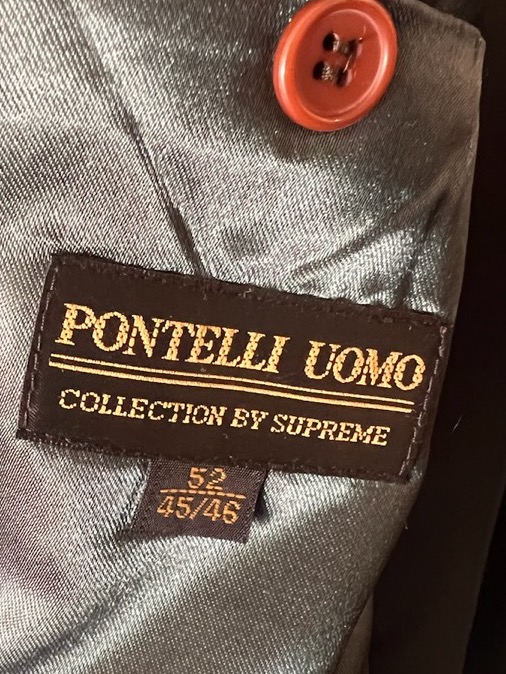 PONTELLI UOMO
COLLECTION BY SUPREME
52
45/46